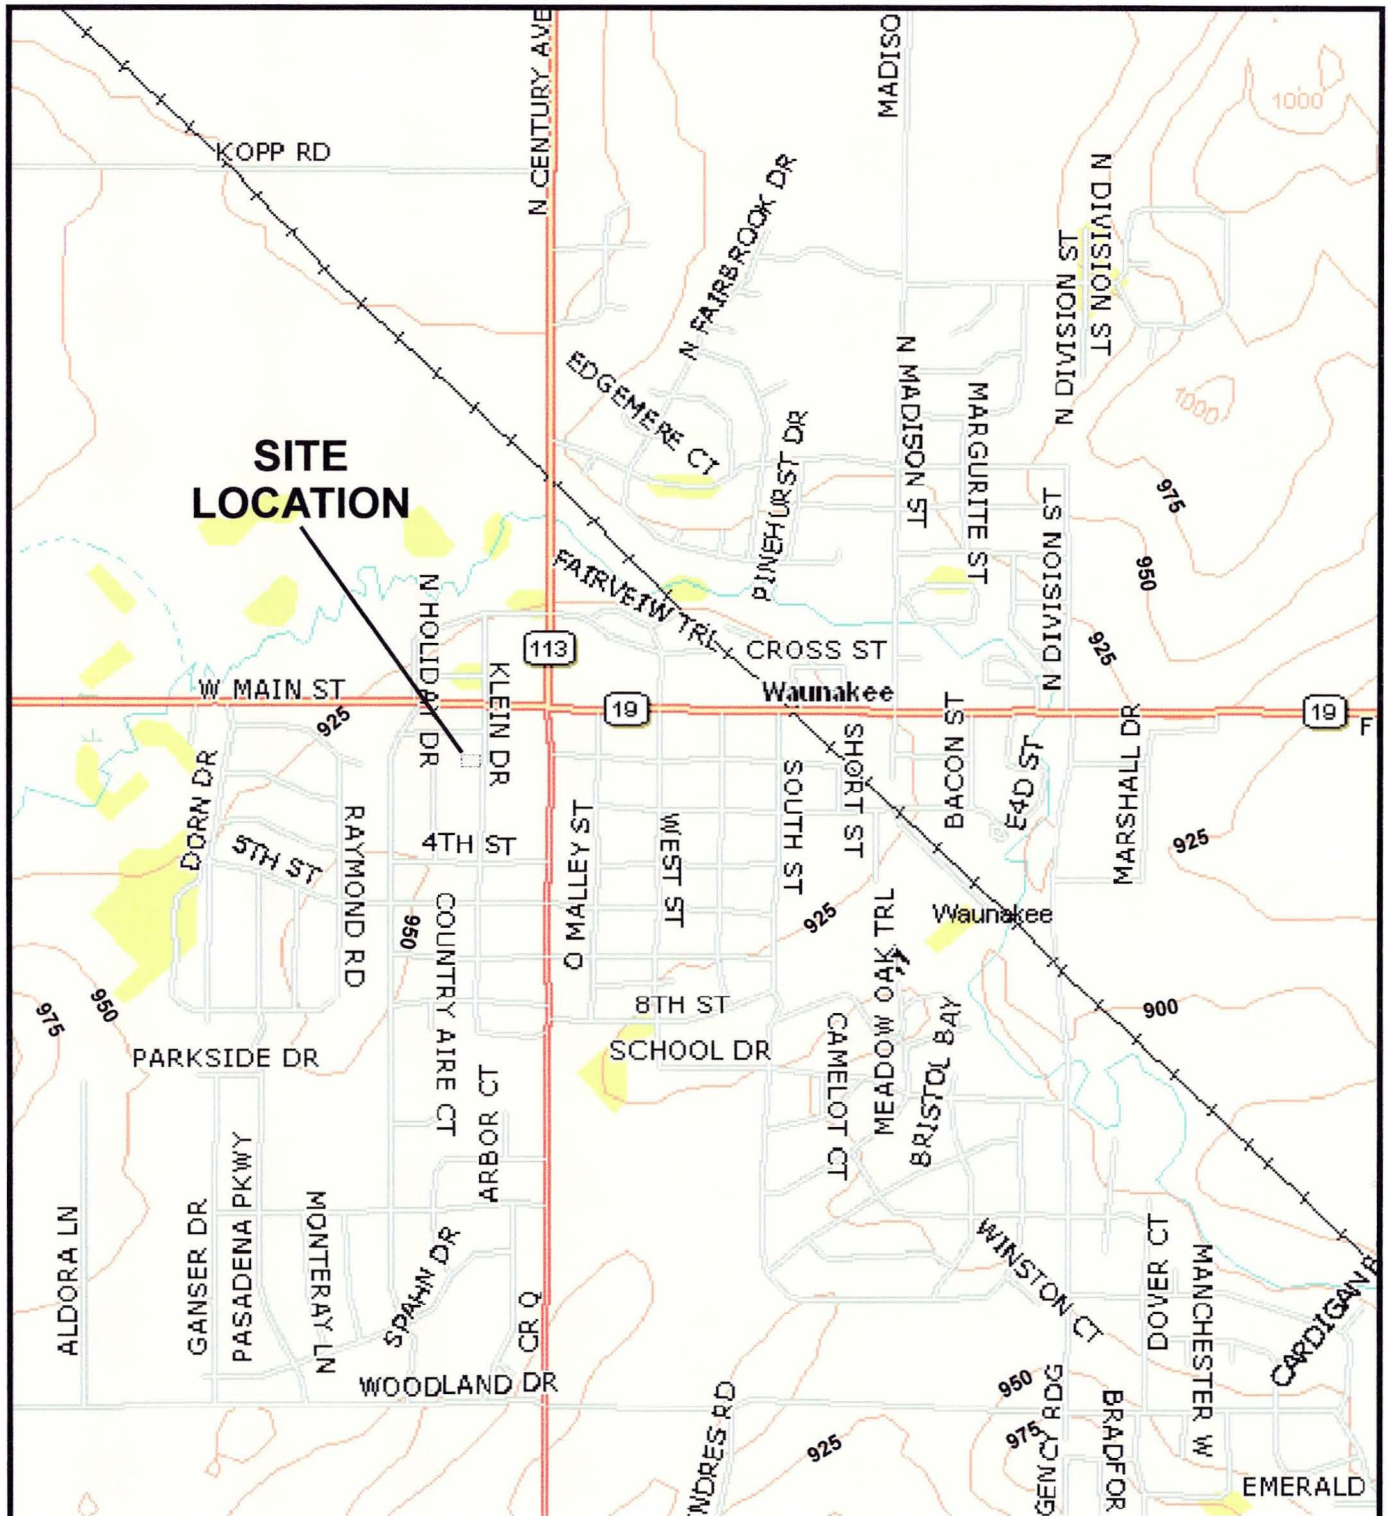 N CENTURY AVE
MADISO
1000
KOPP RD
N FAIRBROOK DR
N DIVISION ST
N DIVISION ST
EDGEMERE CT
N MADISON ST
MARGURITE ST
1000
SITE
LOCATION
PINEHURST DR
975
N HOLIDAY DR
FAIRVEIW TRL
N DIVISION ST
950
113
CROSS ST
925
W MAIN ST
KLEIN DR
Waunakee
19
19
F
925
DORN DR
SHORT ST
BACON ST
E4D ST
MARSHALL DR
RAYMOND RD
4TH ST
5TH ST
O MALLEY ST
WEST ST
SOUTH ST
925
950
COUNTRY AIRE CT
925
MEADOW OAK TRL
Waunakee
975
950
8TH ST
900
PARKSIDE DR
SCHOOL DR
CAMELOT CT
BRISTOL BAY
ARBOR CT
ALDORA LN
GANSER DR
PASADENA PKWY
MONTERAY LN
SPAHN DR
CR Q
WINSTON CT
DOVER CT
MANCHESTER W
CARDIGAN
WOODLAND DR
950
NDRES RD
925
975
GENCY RDG
BRADFOR
EMERALD